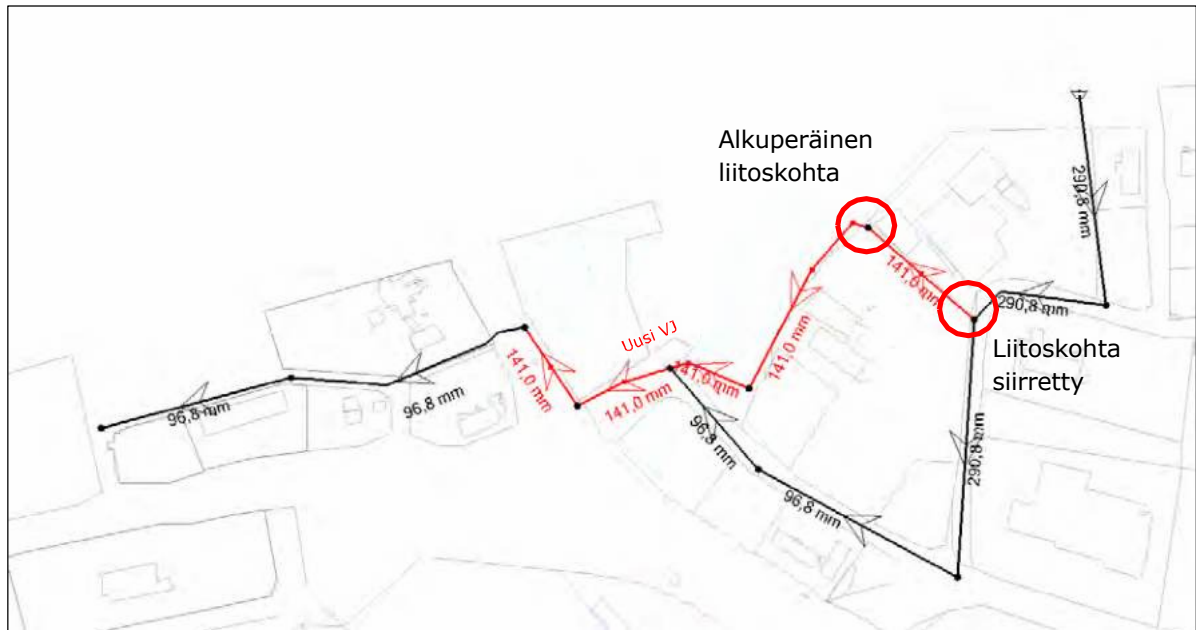 Alkuperäinen
liitoskohta
290,8 mm
141,0 mm
290,8 mm
Liitoskohta
siirretty
141,0 mm
Uusi VJ
141,0 mm
141,0 mm
141,0 mm
96,8 mm
96,8 mm
96,8 mm
96,8 mm
290,8 mm